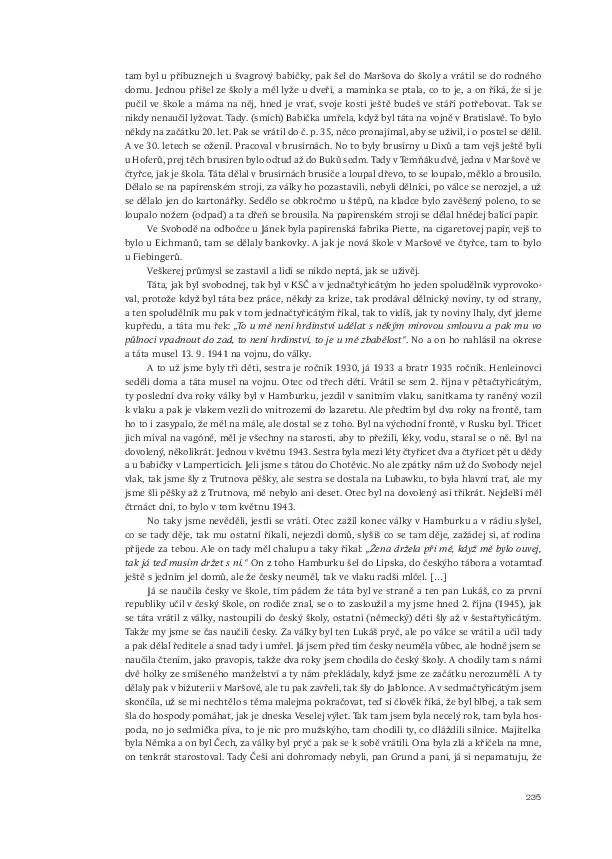 tam byl u příbuznejch u švagrový babičky, pak šel do Maršova do školy a vrátil se do rodného
domu. Jednou přišel ze školy a měl lyže u dveří, a maminka se ptala, co to je, a on říká, že si je
pučil ve škole a máma na něj, hned je vrať, svoje kosti ještě budeš ve stáří potřebovat. Tak se
nikdy nenaučil lyžovat. Tady. (smích) Babička umřela, když byl táta na vojně v Bratislavě. To bylo
někdy na začátku 20. let. Pak se vrátil do č. p. 35, něco pronajímal, aby se uživil, i o postel se dělil.
A ve 30. letech se oženil. Pracoval v brusírnách. No to byly brusírny u Dixů a tam vejš ještě byli
u Hoferů, prej těch brusíren bylo odtud až do Buků sedm. Tady v Temňáku dvě, jedna v Maršově ve
čtyřce, jak je škola. Táta dělal v brusírnách brusiče a loupal dřevo, to se loupalo, měklo a brousilo.
Dělalo se na papírenském stroji, za války ho pozastavili, nebyli dělníci, po válce se nerozjel, a už
se dělalo jen do kartonářky. Sedělo se obkročmo u štěpů, na kladce bylo zavěšený poleno, to se
loupalo nožem (odpad) a ta dřeň se brousila. Na papírenském stroji se dělal hnědej balicí papír.
Ve Svobodě na odbočce u Jánek byla papírenská fabrika Piette, na cigaretovej papír, vejš to
bylo u Eichmanů, tam se dělaly bankovky. A jak je nová škole v Maršově ve čtyřce, tam to bylo
u Fiebingerů.
Veškerej průmysl se zastavil a lidí se nikdo neptá, jak se uživěj.
Táta, jak byl svobodnej, tak byl v KSČ a v jednačtyřicátým ho jeden spoludělník vyprovoko-
val, protože když byl táta bez práce, někdy za krize, tak prodával dělnický noviny, ty od strany,
a ten spoludělník mu pak v tom jednačtyřicátým říkal, tak to vidíš, jak ty noviny lhaly, dyť jdeme
kupředu, a táta mu řek: „To u mě není hrdinství udělat s někým mírovou smlouvu a pak mu vo
půlnoci vpadnout do zad, to není hrdinství, to je u mě zbabělost“. No a on ho nahlásil na okrese
a táta musel 13. 9. 1941 na vojnu, do války.
A to už jsme byly tři děti, sestra je ročník 1930, já 1933 a bratr 1935 ročník. Henleinovci
seděli doma a táta musel na vojnu. Otec od třech děti. Vrátil se sem 2. října v pětačtyřicátým,
ty poslední dva roky války byl v Hamburku, jezdil v sanitním vlaku, sanitkama ty raněný vozil
k vlaku a pak je vlakem vezli do vnitrozemí do lazaretu. Ale předtím byl dva roky na frontě, tam
ho to i zasypalo, že měl na mále, ale dostal se z toho. Byl na východní frontě, v Rusku byl. Třicet
jich míval na vagóně, měl je všechny na starosti, aby to přežili, léky, vodu, staral se o ně. Byl na
dovolený, několikrát. Jednou v květnu 1943. Sestra byla mezi léty čtyřicet dva a čtyřicet pět u dědy
a u babičky v Lamperticích. Jeli jsme s tátou do Chotěvic. No ale zpátky nám už do Svobody nejel
vlak, tak jsme šly z Trutnova pěšky, ale sestra se dostala na Lubawku, to byla hlavní trať, ale my
jsme šli pěšky až z Trutnova, mě nebylo ani deset. Otec byl na dovolený asi třikrát. Nejdelší měl
čtrnáct dní, to bylo v tom květnu 1943.
No taky jsme nevěděli, jestli se vrátí. Otec zažil konec války v Hamburku a v rádiu slyšel,
co se tady děje, tak mu ostatní říkali, nejezdi domů, slyšíš co se tam děje, zažádej si, ať rodina
přijede za tebou. Ale on tady měl chalupu a taky říkal: „Žena držela při mě, když mě bylo ouvej,
tak já teď musím držet s ní.“ On z toho Hamburku šel do Lipska, do českýho tábora a votamtaď
ještě s jedním jel domů, ale že česky neuměl, tak ve vlaku radši mlčel. […]
Já se naučila česky ve škole, tím pádem že táta byl ve straně a ten pan Lukáš, co za první
republiky učil v český škole, on rodiče znal, se o to zasloužil a my jsme hned 2. října (1945), jak
se táta vrátil z války, nastoupili do český školy, ostatní (německý) děti šly až v šestařtyřicátým.
Takže my jsme se čas naučili česky. Za války byl ten Lukáš pryč, ale po válce se vrátil a učil tady
a pak dělal ředitele a snad tady i umřel. Já jsem před tím česky neuměla vůbec, ale hodně jsem se
naučila čtením, jako pravopis, takže dva roky jsem chodila do český školy. A chodily tam s námi
dvě holky ze smíšeného manželství a ty nám překládaly, když jsme ze začátku nerozuměli. A ty
dělaly pak v bižuterii v Maršově, ale tu pak zavřeli, tak šly do Jablonce. A v sedmačtyřicátým jsem
skončila, už se mi nechtělo s těma malejma pokračovat, teď si člověk říká, že byl blbej, a tak sem
šla do hospody pomáhat, jak je dneska Veselej výlet. Tak tam jsem byla necelý rok, tam byla hos-
poda, no jo sedmička píva, to je nic pro mužskýho, tam chodili ty, co dláždili silnice. Majitelka
byla Němka a on byl Čech, za války byl pryč a pak se k sobě vrátili. Ona byla zlá a křičela na mne,
on tenkrát starostoval. Tady Češi ani dohromady nebyli, pan Grund a paní, já si nepamatuju, že
235